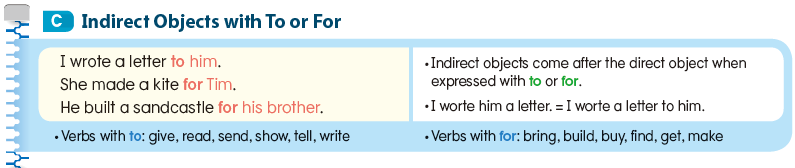 C Indirect Objects with To or For
I wrote a letter to him.
She made a kite for Tim.
He built a sandcastle for his brother.
• Indirect objects come after the direct object when
expressed with to or for.
• I worte him a letter. = I worte a letter to him.
• Verbs with to: give, read, send, show, tell, write
• Verbs with for: bring, build, buy, find, get, make